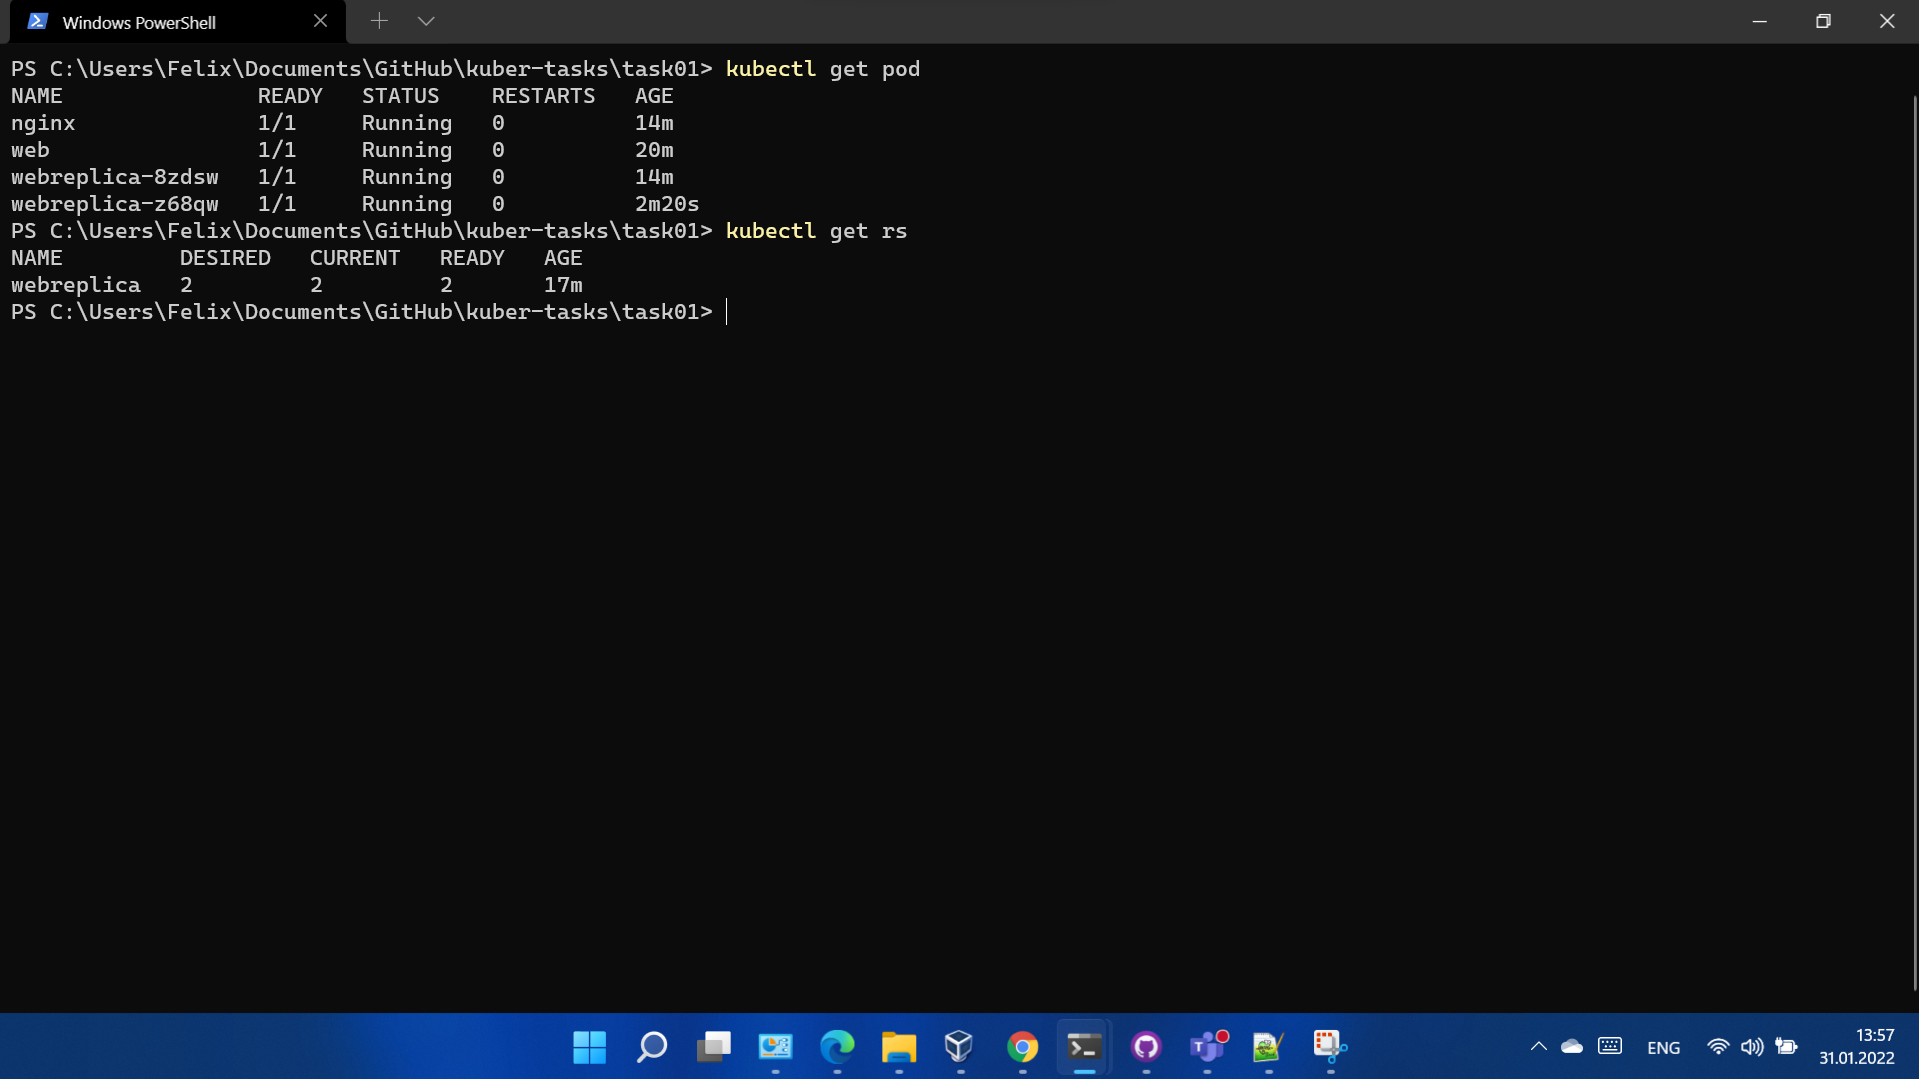 Windows PowerShell
PS C:\Users\Felix\Documents\GitHub\kuber-tasks\task01> kubectl get pod
NAME READY STATUS RESTARTS AGE
nginx 1/1 Running 0 14m
web 1/1 Running 0 20m
webreplica-8zdsw 1/1 Running 0 14m
webreplica-z68qw 1/1 Running 0 2m20s
PS C:\Users\Felix\Documents\GitHub\kuber-tasks\task01> kubectl get rs
NAME DESIRED CURRENT READY AGE
webreplica 2 2 2 17m
PS C:\Users\Felix\Documents\GitHub\kuber-tasks\task01>
ENG
13:57
31.01.2022